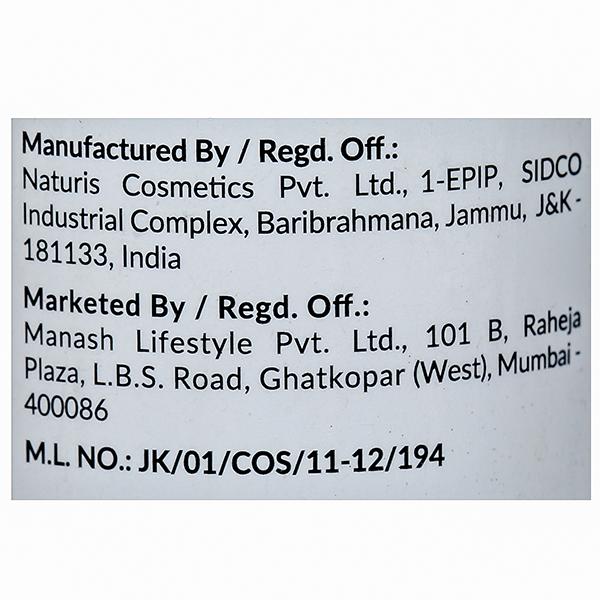 Manufactured By / Regd. Off.:
Naturis Cosmetics Pvt. Ltd., 1-EPIP, SIDCO
Industrial Complex, Baribrahmana, Jammu, J&K -
181133, India
Marketed By / Regd. Off.:
Manash Lifestyle Pvt. Ltd., 101 B, Raheja
Plaza, L.B.S. Road, Ghatkopar (West), Mumbai -
400086
M.L. NO.: JK/01/COS/11-12/194